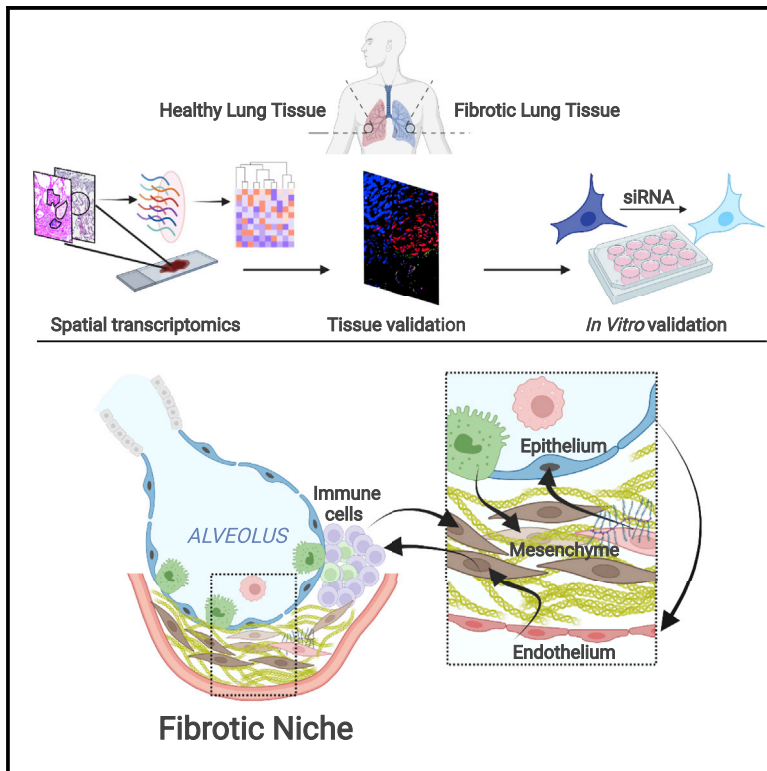 Healthy Lung Tissue
Fibrotic Lung Tissue
siRNA
Spatial transcriptomics
Tissue validation
In Vitro validation
Immune
cells
ALVEOLUS
Epithelium
Mesenchyme
Endothelium
Fibrotic Niche